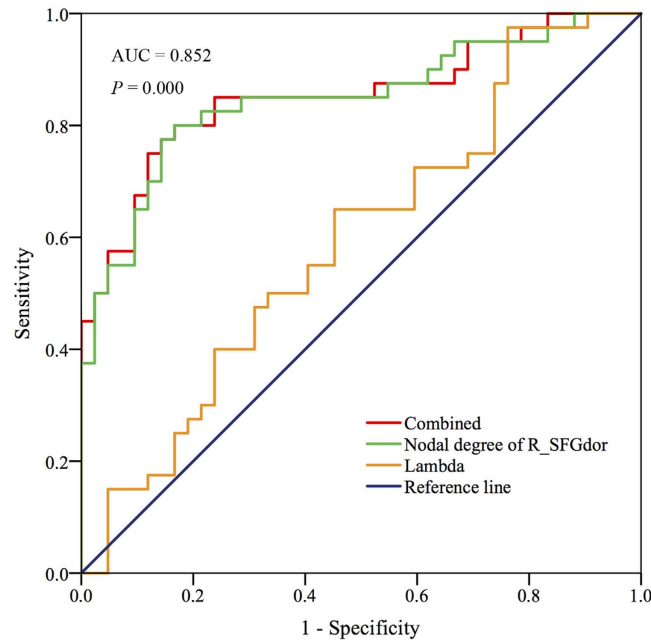 AUC = 0.852
P = 0.000
1.0
0.8
0.6
0.4
0.2
0.0
Sensitivity
Combined
Nodal degree of R_SFGdor
Lambda
Reference line
0.0 0.2 0.4 0.6 0.8 1.0
1 - Specificity